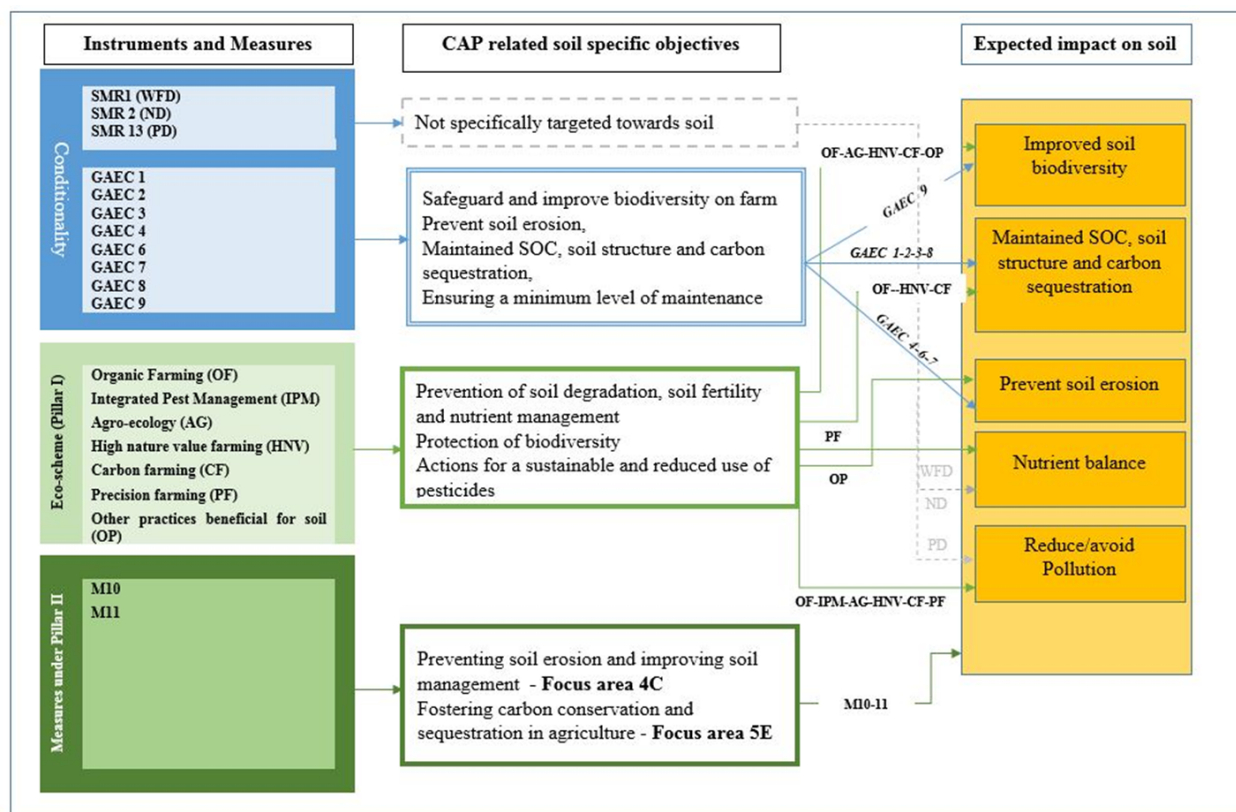 Instruments and Measures
CAP related soil specific objectives
Expected impact on soil
Conditionality
SMR1 (WFD)
SMR 2 (ND)
SMR 13 (PD)
GAEC 1
GAEC 2
GAEC 3
GAEC 4
GAEC 6
GAEC 7
GAEC 8
GAEC 9
Not specifically targeted towards soil
Safeguard and improve biodiversity on farm
Prevent soil erosion,
Maintained SOC, soil structure and carbon
sequestration,
Ensuring a minimum level of maintenance
Eco-scheme (Pillar I)
Organic Farming (OF)
Integrated Pest Management (IPM)
Agro-ecology (AG)
High nature value farming (HNV)
Carbon farming (CF)
Precision farming (PF)
Other practices beneficial for soil
(OP)
Prevention of soil degradation, soil fertility
and nutrient management
Protection of biodiversity
Actions for a sustainable and reduced use of
pesticides
Measures under Pillar II
M10
M11
Preventing soil erosion and improving soil
management - Focus area 4C
Fostering carbon conservation and
sequestration in agriculture - Focus area 5E
OF-AG-HNV-CF-OP
GAEC 9
GAEC 1-2-3-8
OF--HNV-CF
GAEC 4-6-7
PF
OP
WFD
ND
PD
OF-IPM-AG-HNV-CF-PF
M10-11
Improved soil
biodiversity
Maintained SOC, soil
structure and carbon
sequestration
Prevent soil erosion
Nutrient balance
Reduce/avoid
Pollution